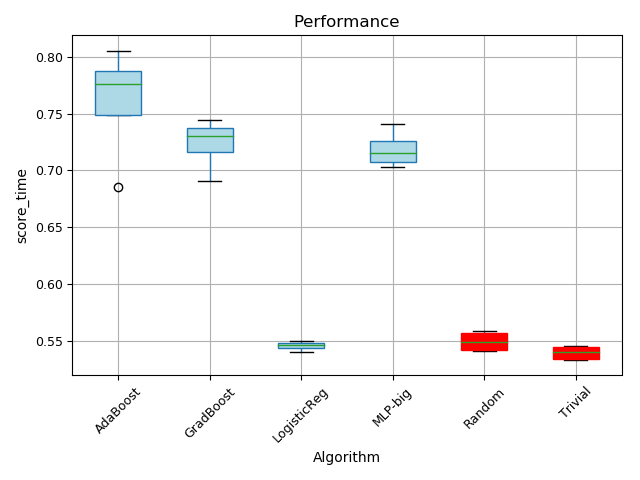 Performance
score_time
0.80
0.75
0.70
0.65
0.60
0.55
AdaBoost
GradBoost
LogisticReg
MLP-big
Random
Trivial
Algorithm